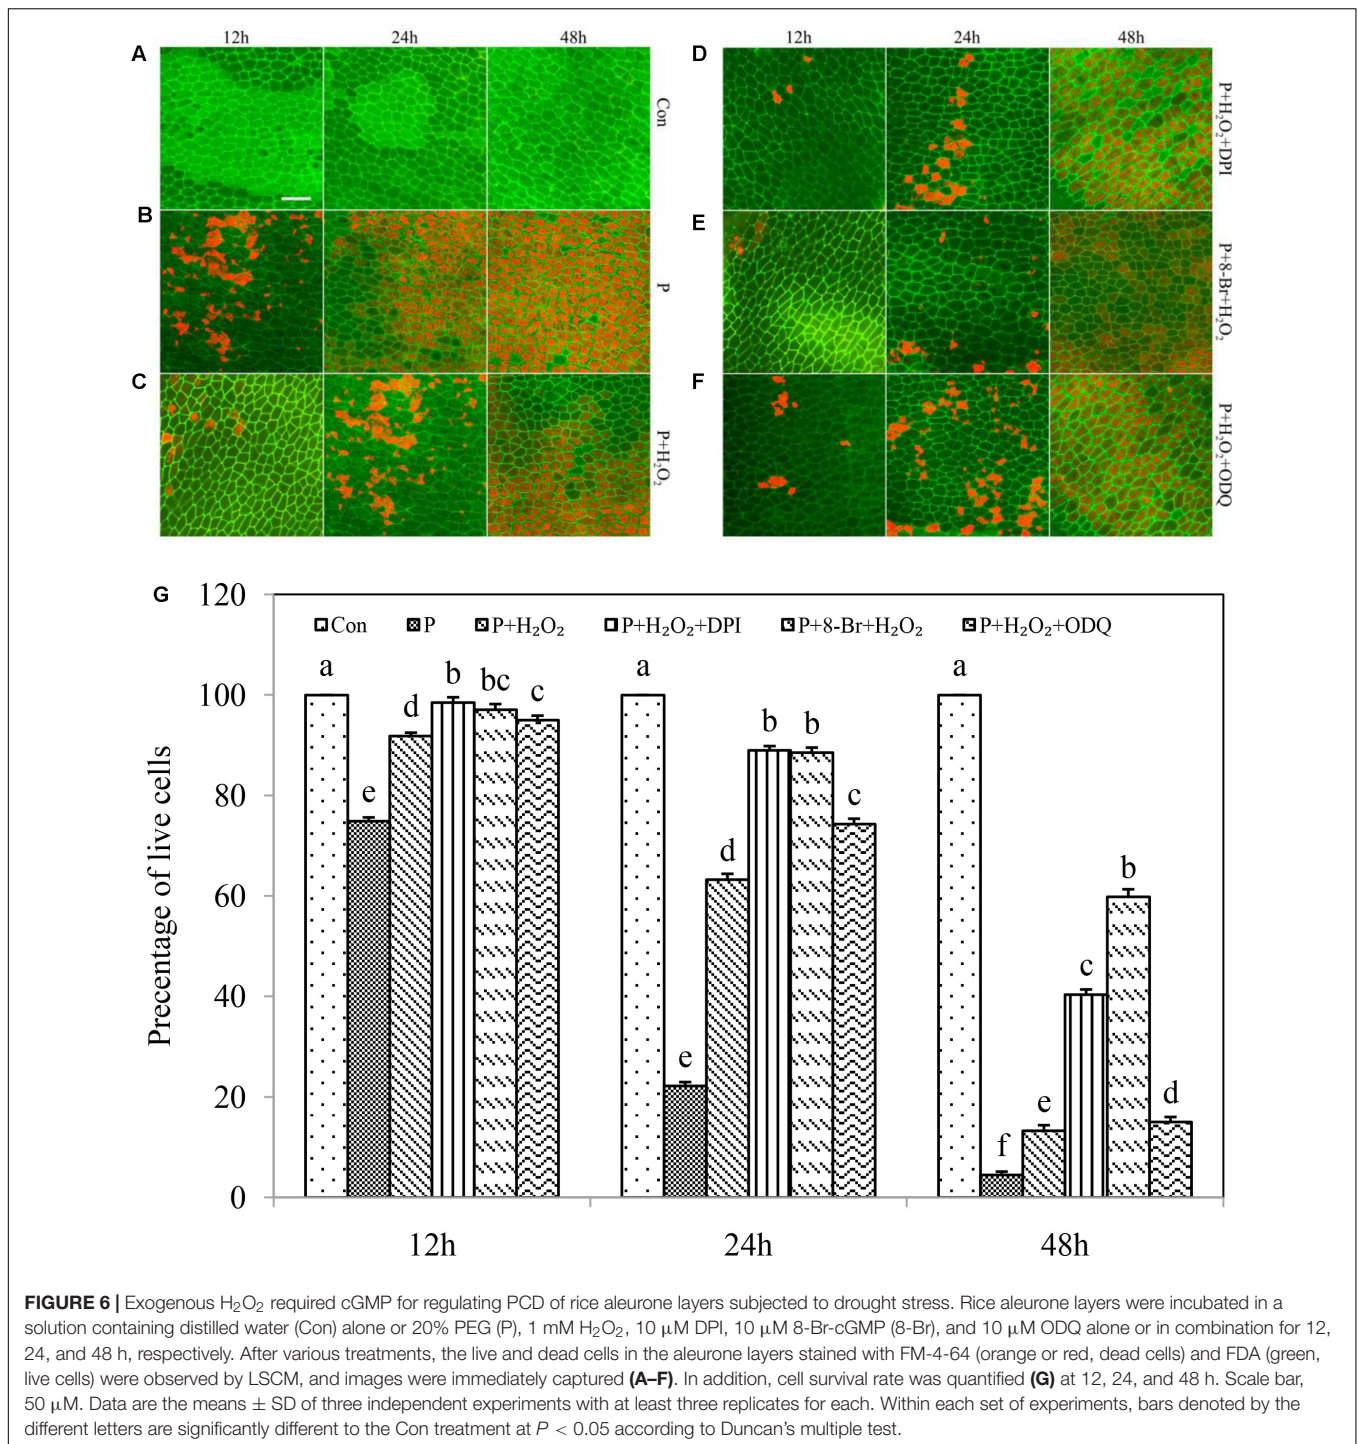 12h 24h 48h
A
Con
B
P
C
P+H₂O₂
12h 24h 48h
D
P+H₂O₂+DPI
E
P+8-Br+H₂O₂
F
P+H₂O₂+ODQ
G
Precentage of live cells
120
100
80
60
40
20
0
Con P P+H₂O₂ P+H₂O₂+DPI P+8-Br+H₂O₂ P+H₂O₂+ODQ
a e d b bc c
a e d b b c
a f e c b d
12h 24h 48h
FIGURE 6 | Exogenous H₂O₂ required cGMP for regulating PCD of rice aleurone layers subjected to drought stress. Rice aleurone layers were incubated in a
solution containing distilled water (Con) alone or 20% PEG (P), 1 mM H₂O₂, 10 μM DPI, 10 μM 8-Br-cGMP (8-Br), and 10 μM ODQ alone or in combination for 12,
24, and 48 h, respectively. After various treatments, the live and dead cells in the aleurone layers stained with FM-4-64 (orange or red, dead cells) and FDA (green,
live cells) were observed by LSCM, and images were immediately captured (A–F). In addition, cell survival rate was quantified (G) at 12, 24, and 48 h. Scale bar,
50 μM. Data are the means ± SD of three independent experiments with at least three replicates for each. Within each set of experiments, bars denoted by the
different letters are significantly different to the Con treatment at P < 0.05 according to Duncan's multiple test.